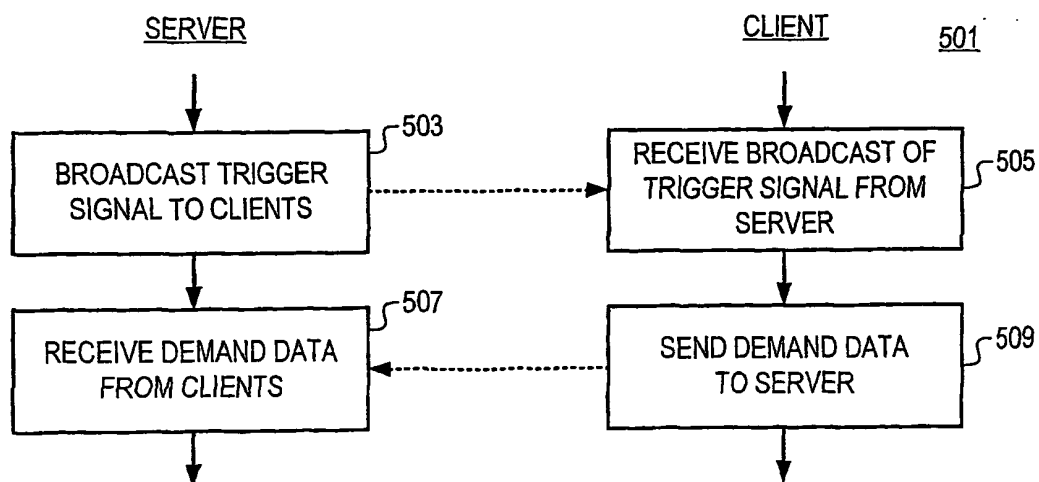 SERVER
CLIENT
501
503
BROADCAST TRIGGER
SIGNAL TO CLIENTS
RECEIVE BROADCAST OF
TRIGGER SIGNAL FROM
SERVER
505
507
RECEIVE DEMAND DATA
FROM CLIENTS
SEND DEMAND DATA
TO SERVER
509